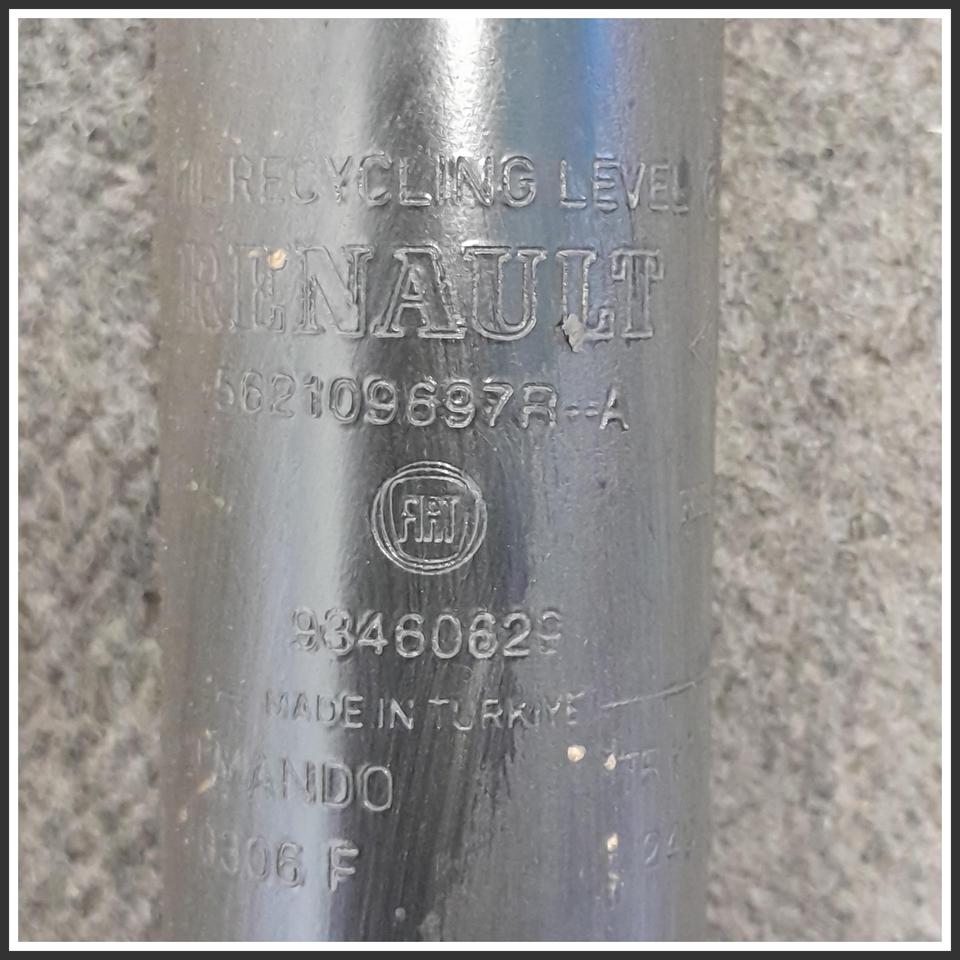 RECYCLING LEVEL
RENAULT
562109697R--A
FIAT
93460629
MADE IN TURKIYE
MANDO
0306 F